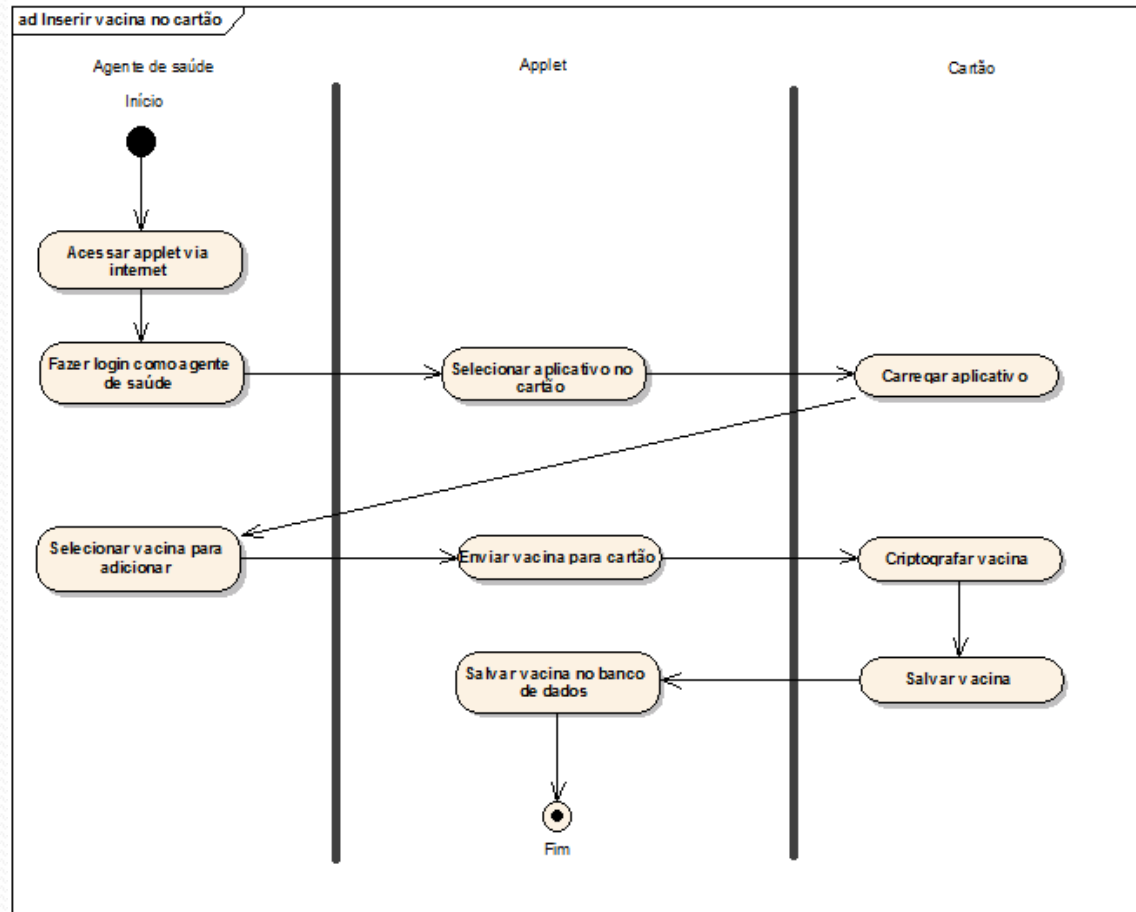 ad Inserir vacina no cartão
Agente de saúde
Applet
Cartão
Início
Acessar applet via
internet
Fazer login como agente
de saúde
Selecionar aplicativo no
cartão
Carregar aplicativo
Selecionar vacina para
adicionar
Enviar vacina para cartão
Criptografar vacina
Salvar vacina no banco
de dados
Salvar vacina
Fim